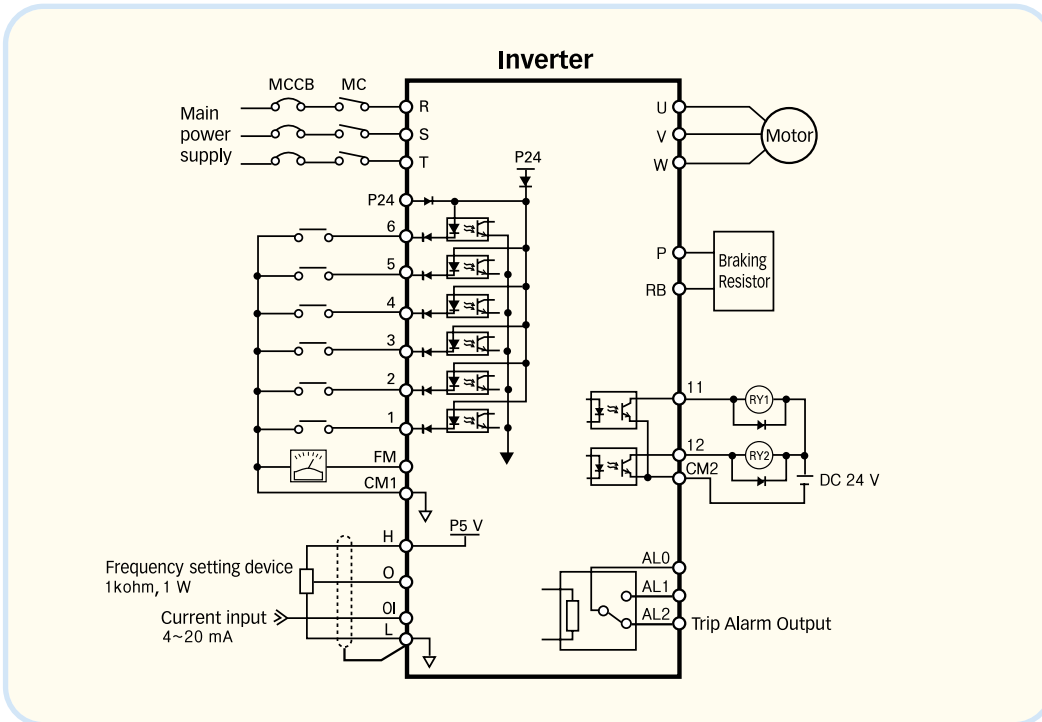 Inverter
MCCB
MC
Main
power
supply
R
S
T
P24
P24
6
5
4
3
2
1
FM
CM1
H
P5 V
O
OI
L
Frequency setting device
1kohm, 1 W
Current input
4~20 mA
U
V
W
Motor
P
RB
Braking
Resistor
11
RY1
12
RY2
CM2
DC 24 V
AL0
AL1
AL2
Trip Alarm Output